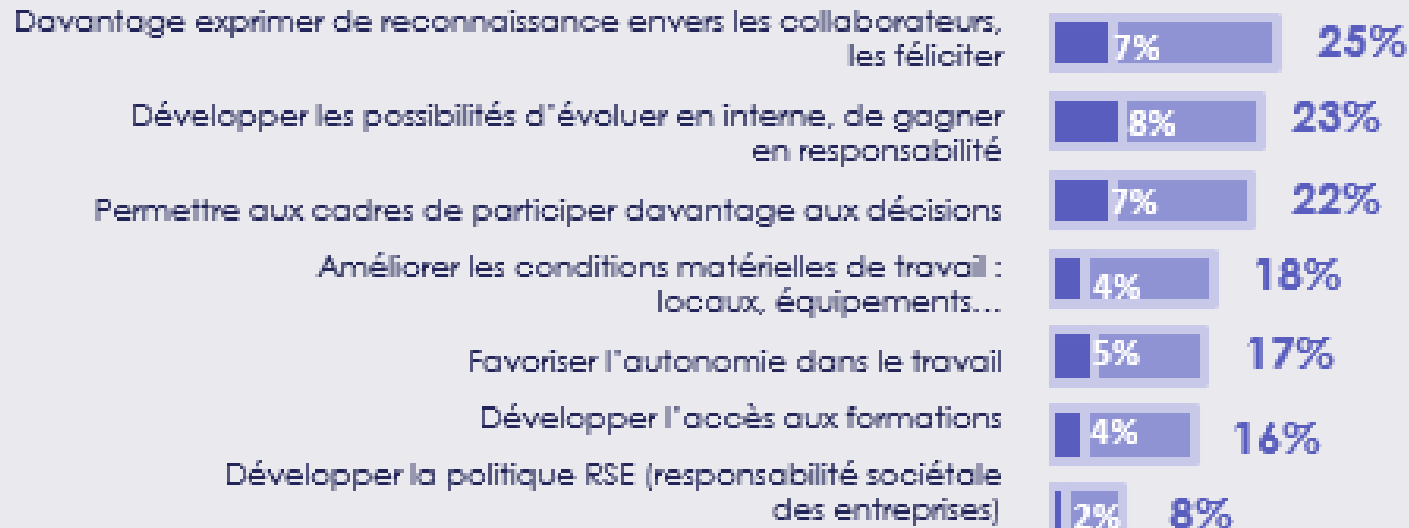 Davantage exprimer de reconnaissance envers les collaborateurs,
les féliciter
7% 25%
Développer les possibilités d'évoluer en interne, de gagner
en responsabilité
8% 23%
Permettre aux cadres de participer davantage aux décisions
7% 22%
Améliorer les conditions matérielles de travail :
locaux, équipements...
4% 18%
Favoriser l'autonomie dans le travail
5% 17%
Développer l'accès aux formations
4% 16%
Développer la politique RSE (responsabilité sociétale
des entreprises)
2% 8%